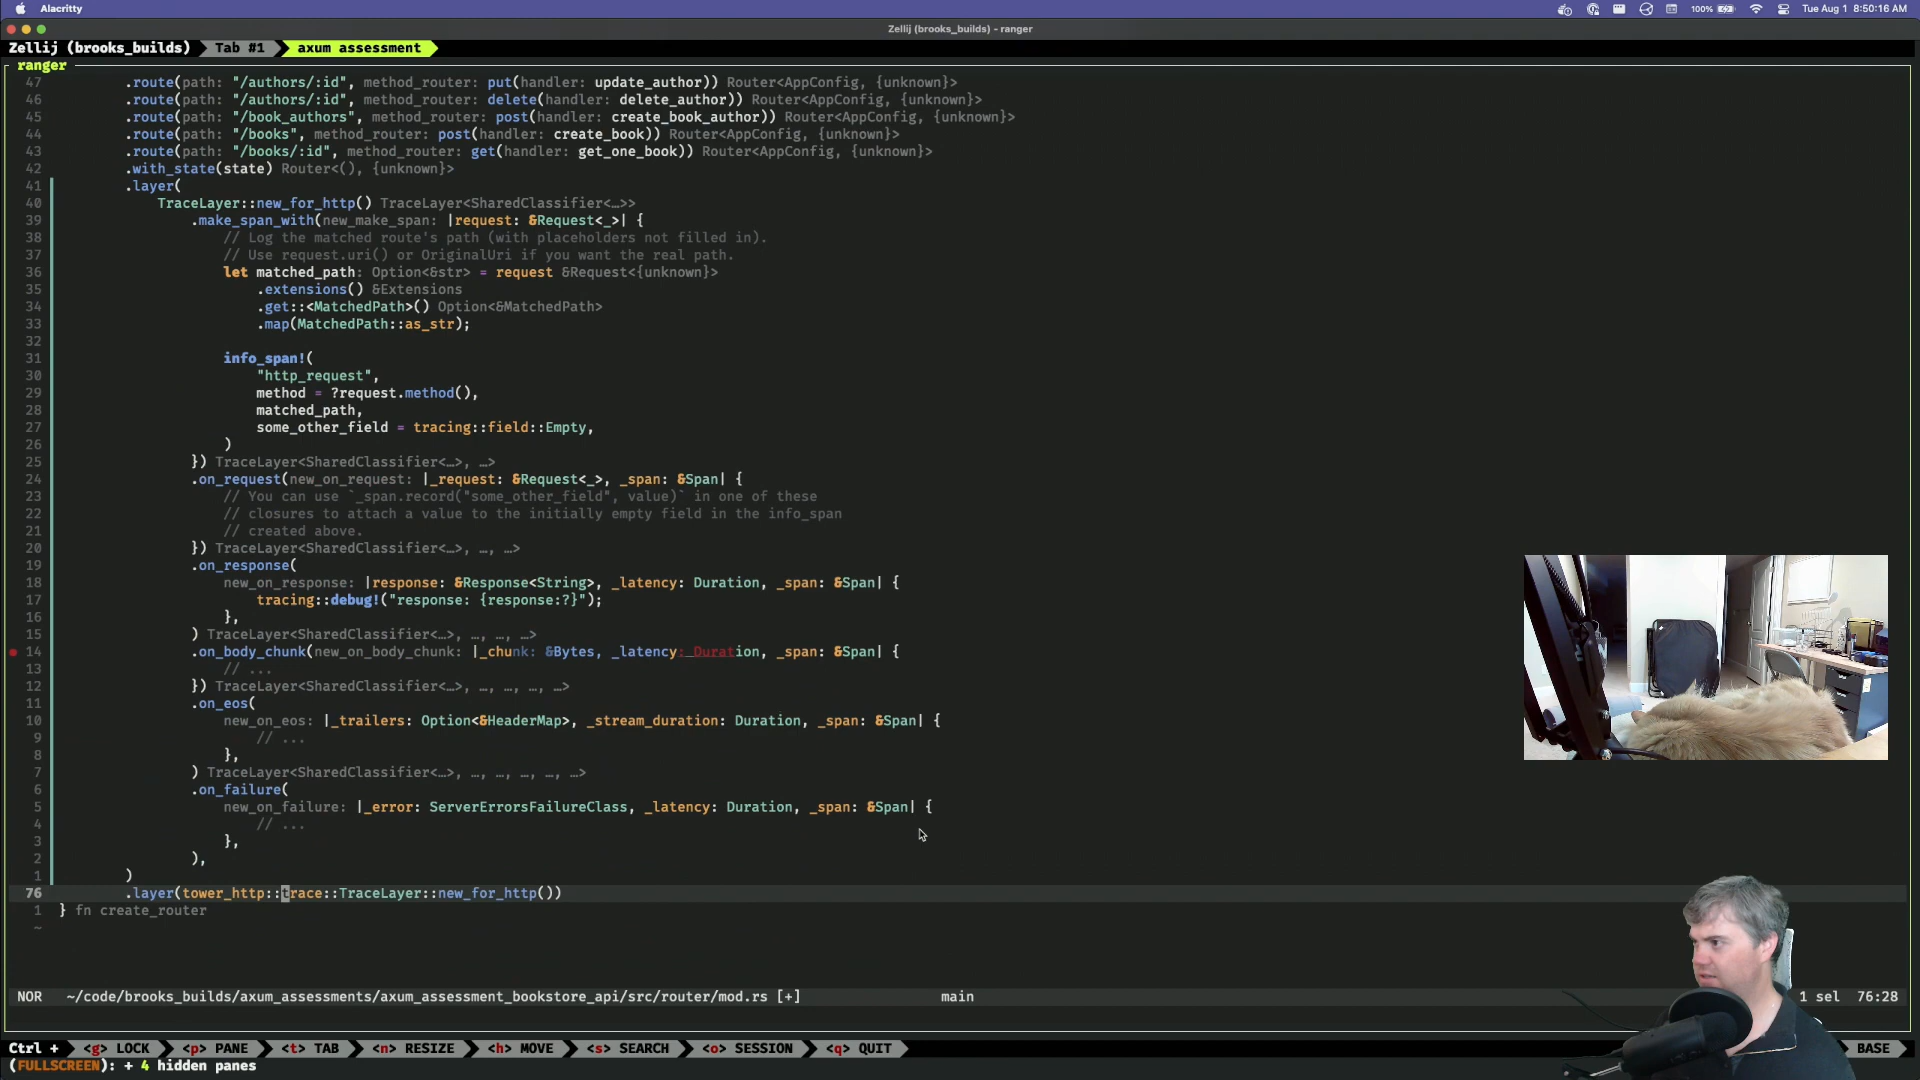 Alacritty
100%
Tue Aug 1 8:50:16 AM
Zellij (brooks_builds) - ranger
Zellij (brooks_builds) Tab #1 axum assessment
ranger
47 .route(path: "/authors/:id", method_router: put(handler: update_author)) Router<AppConfig, {unknown}>
46 .route(path: "/authors/:id", method_router: delete(handler: delete_author)) Router<AppConfig, {unknown}>
45 .route(path: "/book_authors", method_router: post(handler: create_book_author)) Router<AppConfig, {unknown}>
44 .route(path: "/books", method_router: post(handler: create_book)) Router<AppConfig, {unknown}>
43 .route(path: "/books/:id", method_router: get(handler: get_one_book)) Router<AppConfig, {unknown}>
42 .with_state(state) Router<(), {unknown}>
41 .layer(
40 TraceLayer::new_for_http() TraceLayer<SharedClassifier<…>>
39 .make_span_with(new_make_span: |request: &Request<_>| {
38 // Log the matched route's path (with placeholders not filled in).
37 // Use request.uri() or OriginalUri if you want the real path.
36 let matched_path: Option<&str> = request &Request<{unknown}>
35 .extensions() &Extensions
34 .get::<MatchedPath>() Option<&MatchedPath>
33 .map(MatchedPath::as_str);
32
31 info_span!(
30 "http_request",
29 method = ?request.method(),
28 matched_path,
27 some_other_field = tracing::field::Empty,
26 )
25 }) TraceLayer<SharedClassifier<…>, …>
24 .on_request(new_on_request: |_request: &Request<_>, _span: &Span| {
23 // You can use `_span.record("some_other_field", value)` in one of these
22 // closures to attach a value to the initially empty field in the info_span
21 // created above.
20 }) TraceLayer<SharedClassifier<…>, …, …>
19 .on_response(
18 new_on_response: |response: &Response<String>, _latency: Duration, _span: &Span| {
17 tracing::debug!("response: {response:?}");
16 },
15 ) TraceLayer<SharedClassifier<…>, …, …, …>
14 .on_body_chunk(new_on_body_chunk: |_chunk: &Bytes, _latency: Duration, _span: &Span| {
13 // ...
12 }) TraceLayer<SharedClassifier<…>, …, …, …, …>
11 .on_eos(
10 new_on_eos: |_trailers: Option<&HeaderMap>, _stream_duration: Duration, _span: &Span| {
9 // ...
8 },
7 ) TraceLayer<SharedClassifier<…>, …, …, …, …, …>
6 .on_failure(
5 new_on_failure: |_error: ServerErrorsFailureClass, _latency: Duration, _span: &Span| {
4 // ...
3 },
2 ),
1 )
76 .layer(tower_http::trace::TraceLayer::new_for_http())
1 } fn create_router
~
NOR ~/code/brooks_builds/axum_assessments/axum_assessment_bookstore_api/src/router/mod.rs [+] main 1 sel 76:28
Ctrl + <g> LOCK <p> PANE <t> TAB <n> RESIZE <h> MOVE <s> SEARCH <o> SESSION <q> QUIT BASE
(FULLSCREEN): + 4 hidden panes